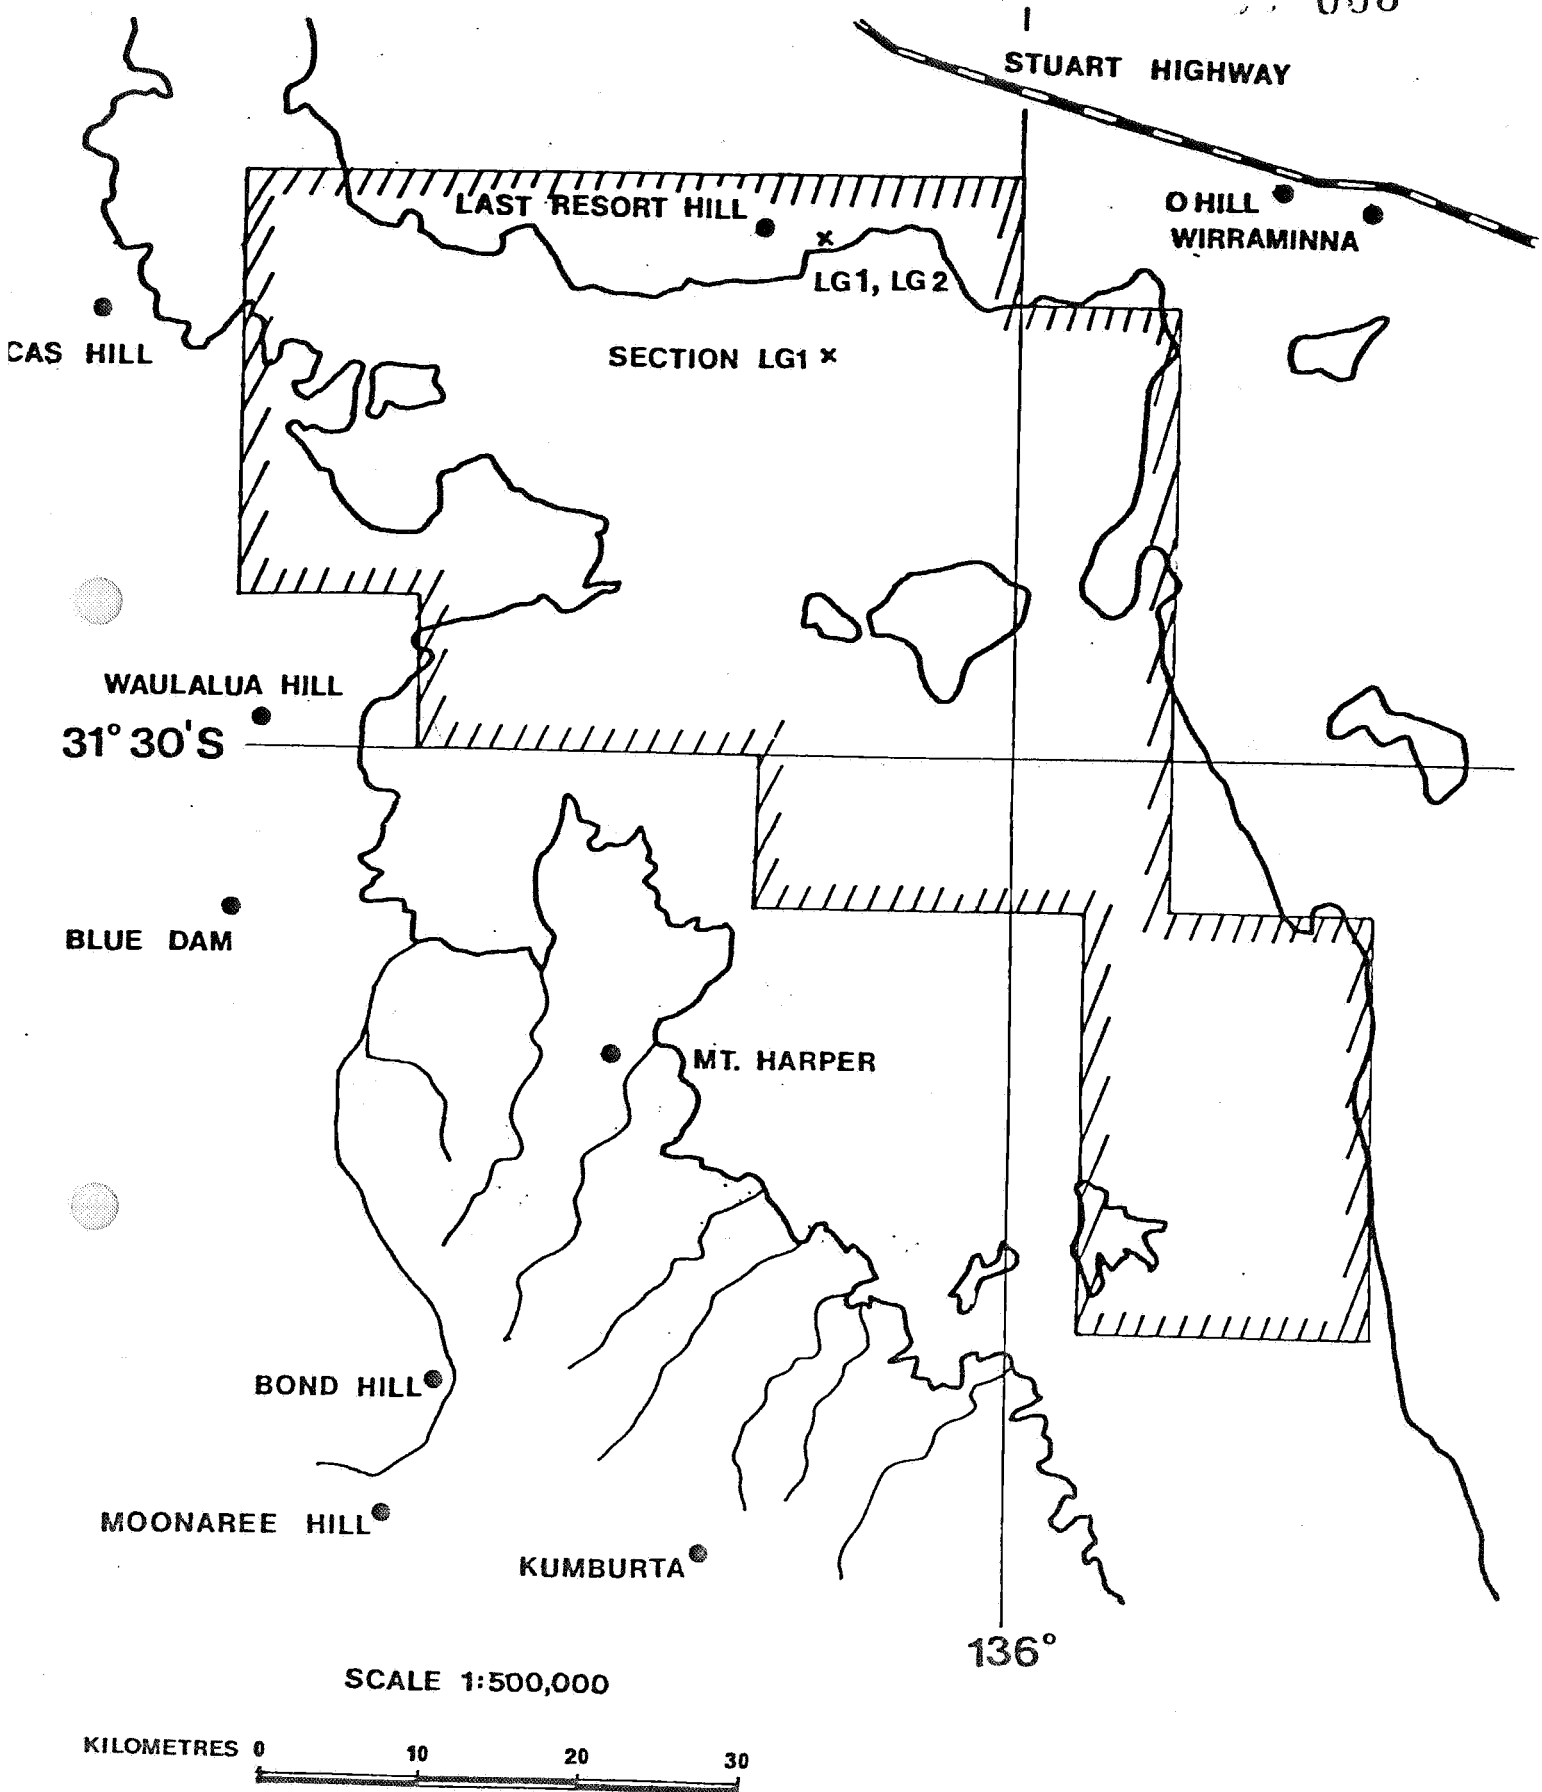 STUART HIGHWAY
LAST RESORT HILL
O HILL
WIRRAMINNA
LG1, LG2
CAS HILL
SECTION LG1
WAULALUA HILL
31° 30'S
BLUE DAM
MT. HARPER
BOND HILL
MOONAREE HILL
KUMBURTA
136°
SCALE 1:500,000
KILOMETRES 0 10 20 30